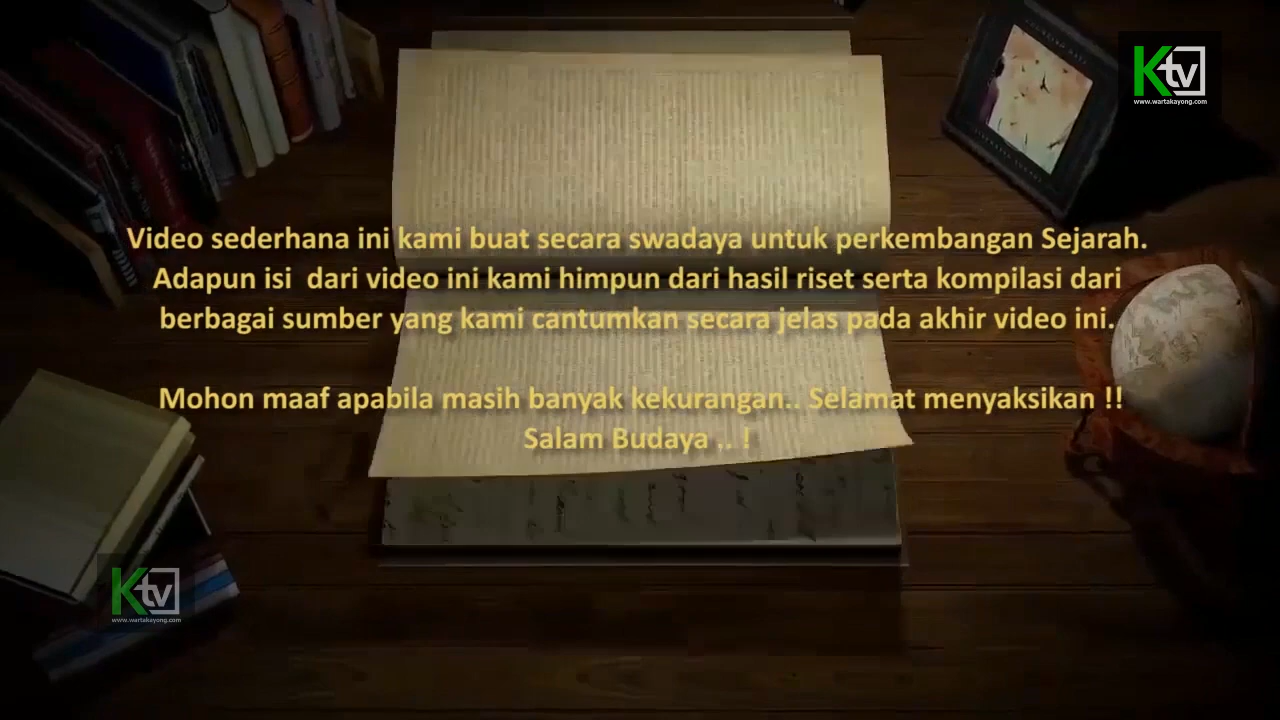 Ktv
www.wartakayong.com
Video sederhana ini kami buat secara swadaya untuk perkembangan Sejarah.
Adapun isi dari video ini kami himpun dari hasil riset serta kompilasi dari
berbagai sumber yang kami cantumkan secara jelas pada akhir video ini.
Mohon maaf apabila masih banyak kekurangan.. Selamat menyaksikan !!
Salam Budaya .. !
Ktv
www.wartakayong.com